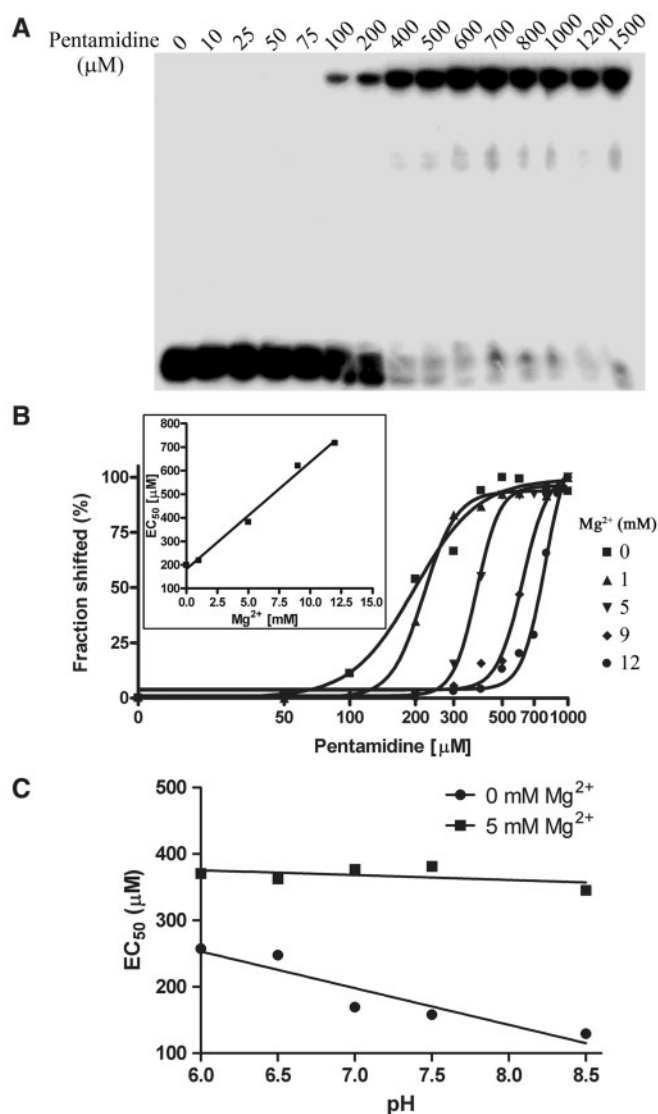 A
Pentamidine (μM)
0 10 25 50 75 100 200 400 500 600 700 800 1000 1200 1500
B
Fraction shifted (%)
100
75
50
25
0
EC50 [μM]
800
700
600
500
400
300
200
100
0.0 2.5 5.0 7.5 10.0 12.5 15.0
Mg2+ [mM]
Mg2+ (mM)
0
1
5
9
12
0 50 100 200 300 500 700 1000
Pentamidine [μM]
C
EC50 (μM)
500
400
300
200
100
0 mM Mg2+
5 mM Mg2+
6.0 6.5 7.0 7.5 8.0 8.5
pH